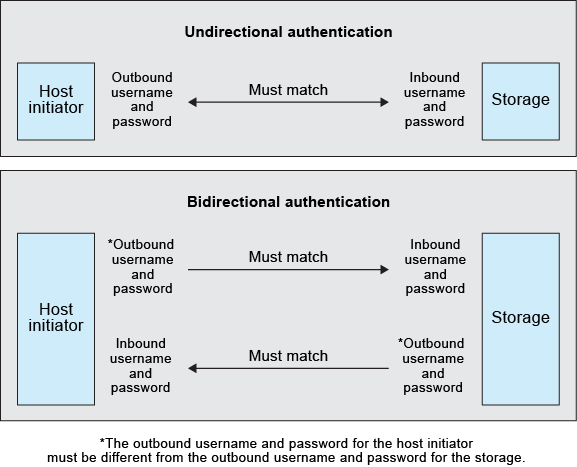 Undirectional authentication
Host
initiator
Outbound
username
and
password
Must match
Inbound
username
and
password
Storage
Bidirectional authentication
Host
initiator
*Outbound
username
and
password
Must match
Inbound
username
and
password
Inbound
username
and
password
Must match
*Outbound
username
and
password
Storage
*The outbound username and password for the host initiator
must be different from the outbound username and password for the storage.